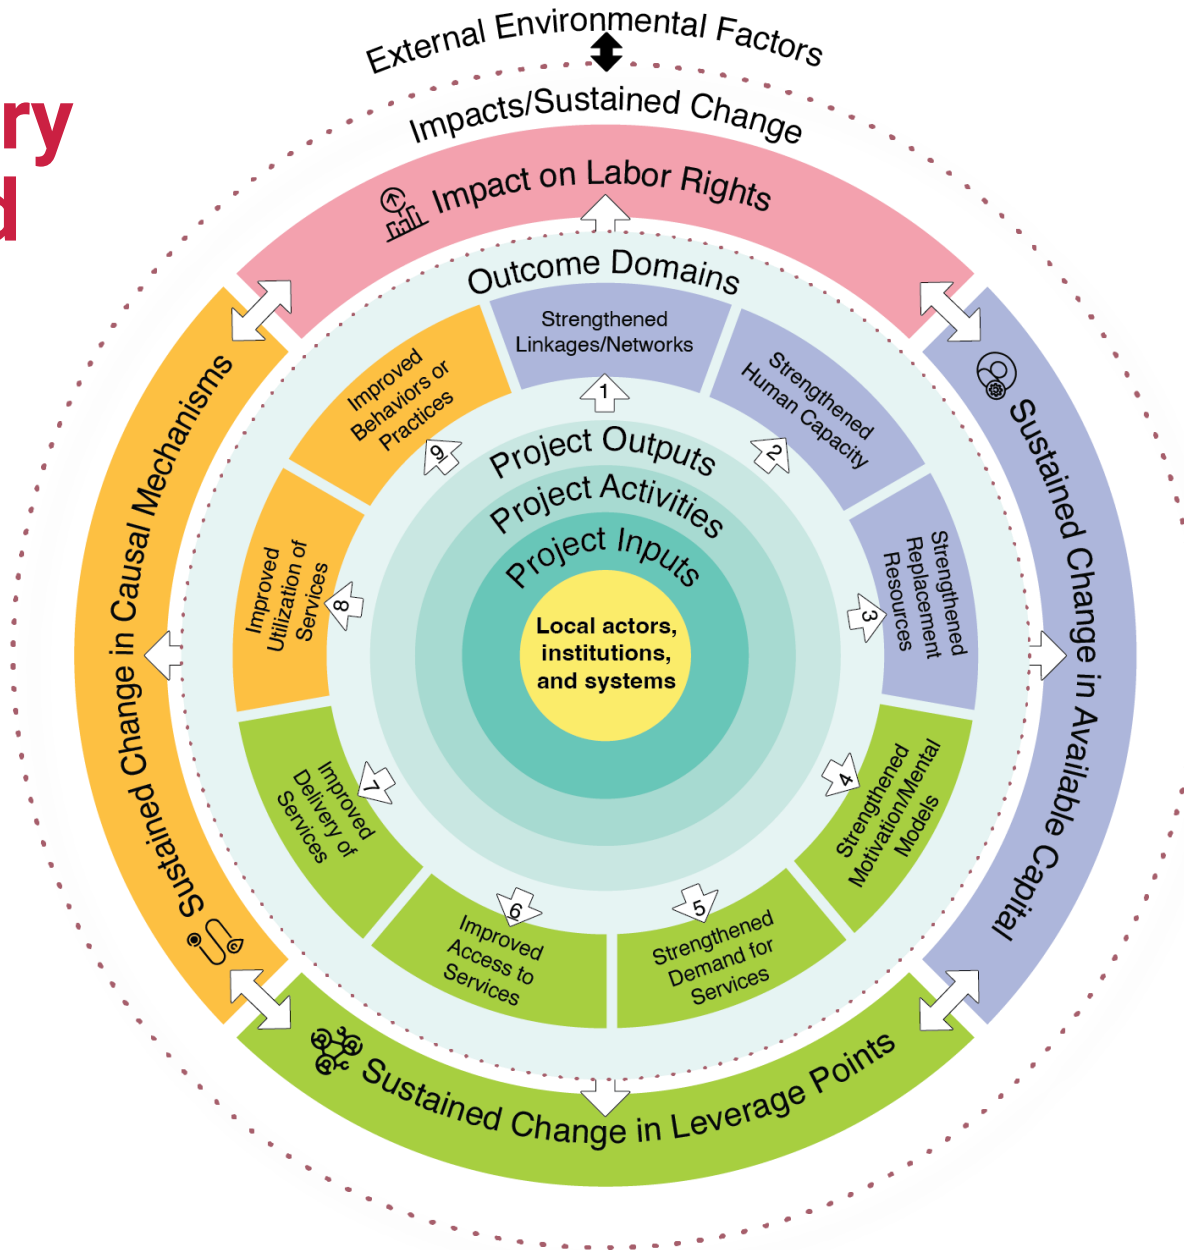 ry
d
External Environmental Factors
Impacts/Sustained Change
Impact on Labor Rights
Outcome Domains
Strengthened
Linkages/Networks
1
Strengthened
Human Capacity
2
Strengthened
Replacement
Resources
3
Strengthened
Motivation/Mental
Models
4
Strengthened
Demand for
Services
5
Improved
Access to
Services
6
Improved
Delivery of
Services
7
Improved
Utilization of
Services
8
Improved
Behaviors or
Practices
9
Project Outputs
Project Activities
Project Inputs
Local actors,
institutions,
and systems
Sustained Change in Available Capital
Sustained Change in Leverage Points
Sustained Change in Causal Mechanisms